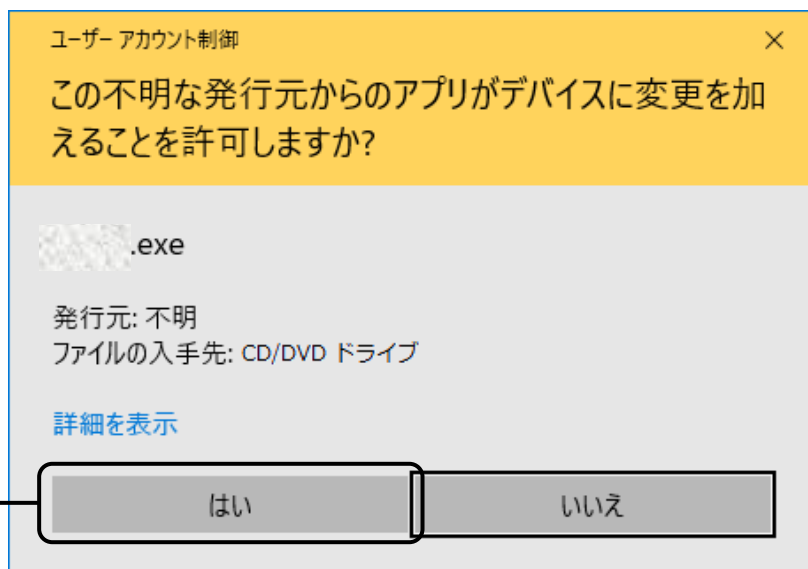 ユーザー アカウント制御
この不明な発行元からのアプリがデバイスに変更を加
えることを許可しますか?
.exe
発行元: 不明
ファイルの入手先: CD/DVD ドライブ
詳細を表示
はい
いいえ